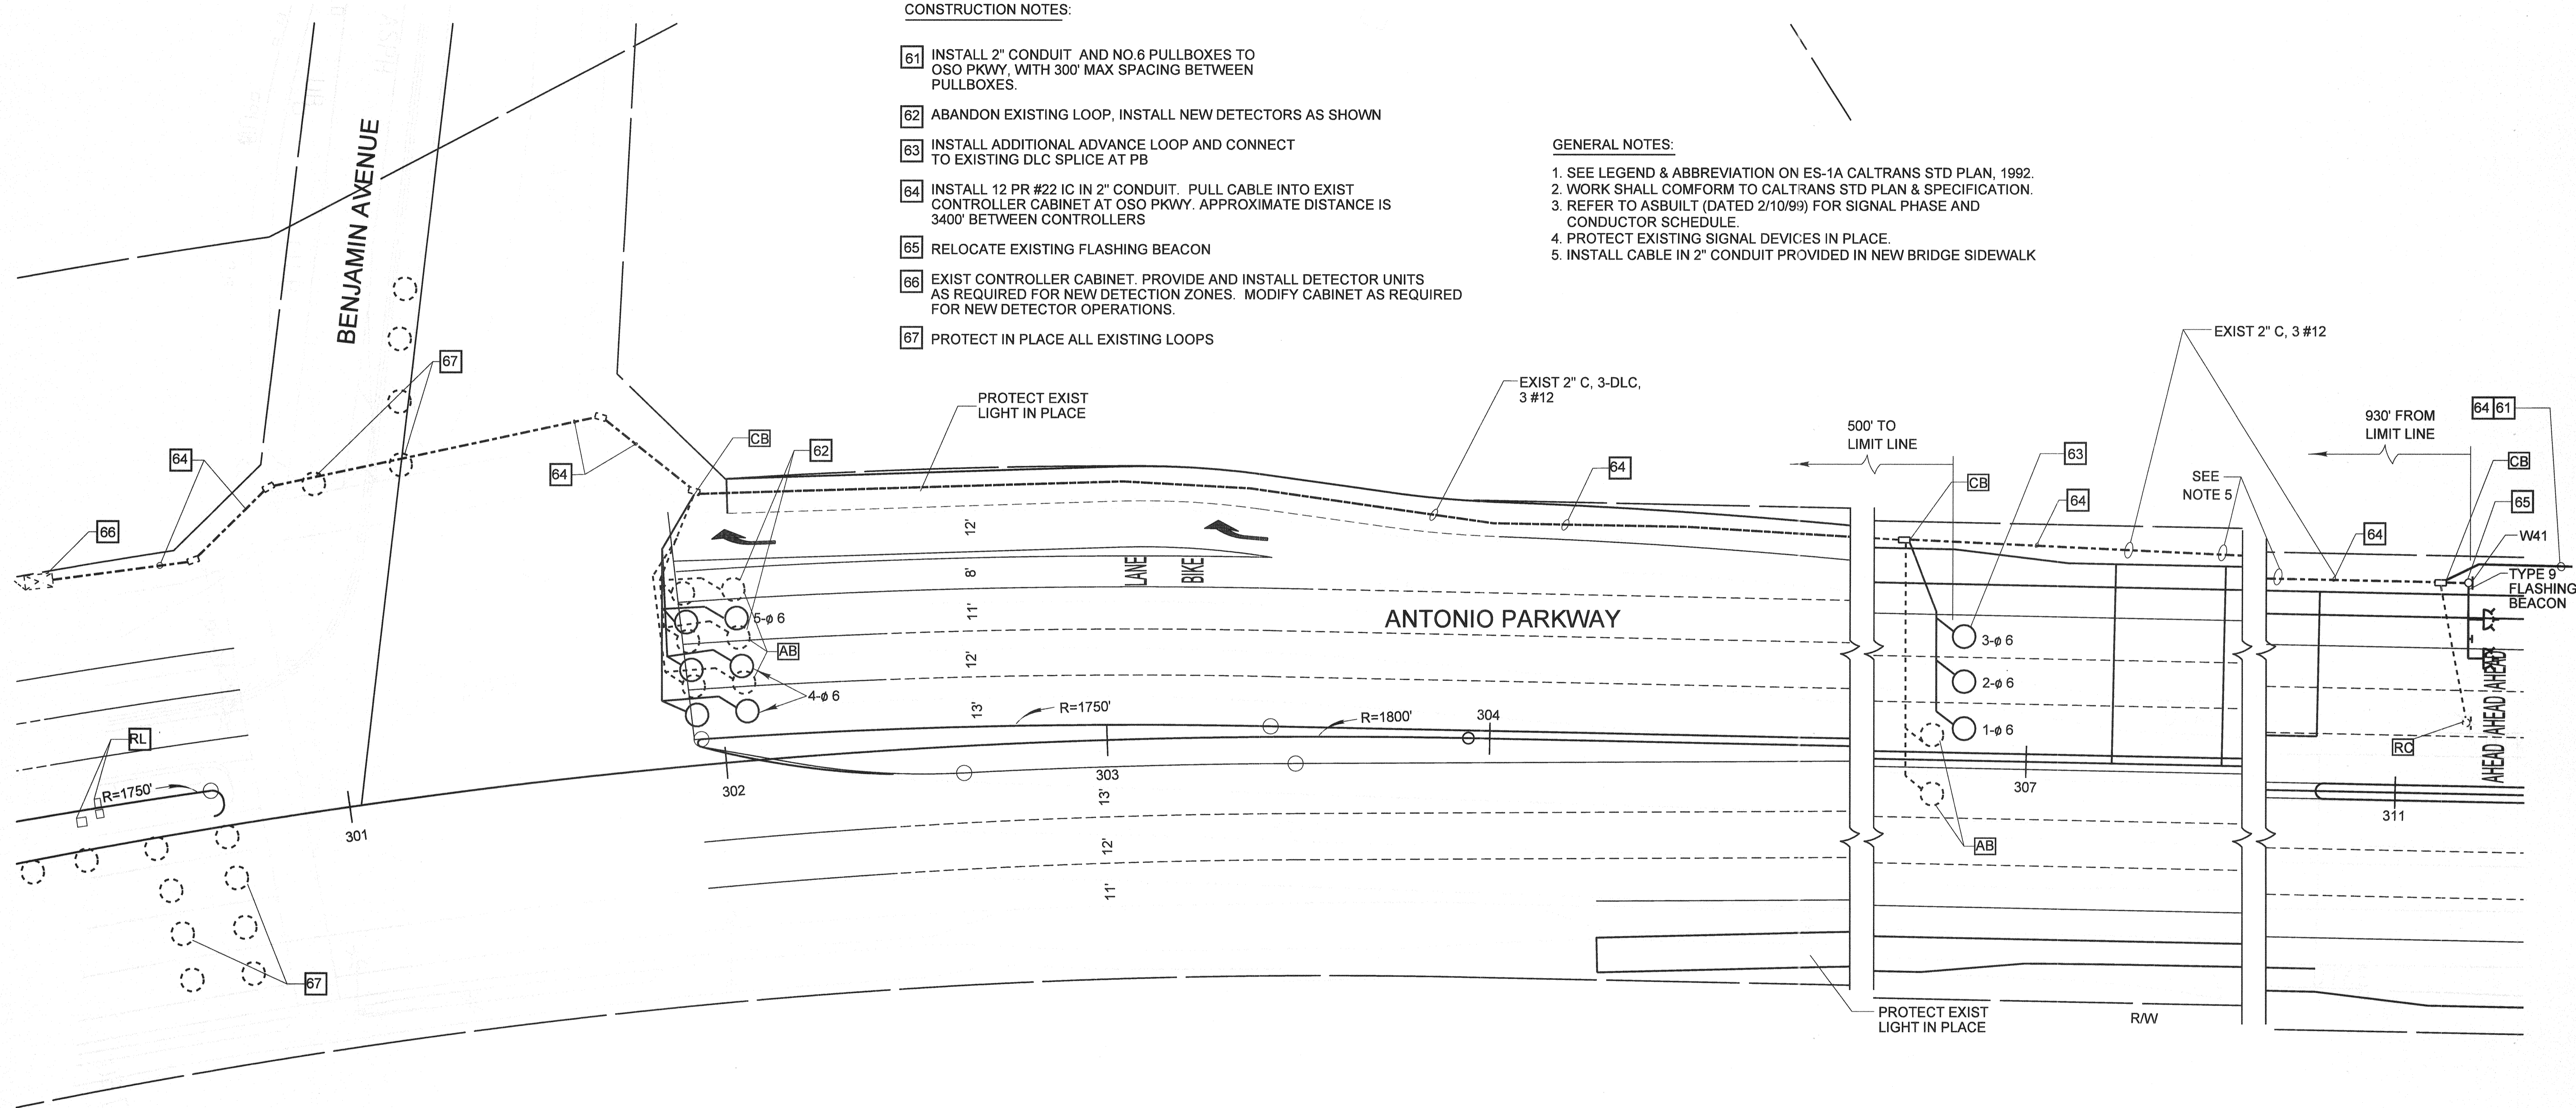 CONSTRUCTION NOTES:
61 INSTALL 2" CONDUIT AND NO.6 PULLBOXES TO
OSO PKWY, WITH 300' MAX SPACING BETWEEN
PULLBOXES.
62 ABANDON EXISTING LOOP, INSTALL NEW DETECTORS AS SHOWN
63 INSTALL ADDITIONAL ADVANCE LOOP AND CONNECT
TO EXISTING DLC SPLICE AT PB
64 INSTALL 12 PR #22 IC IN 2" CONDUIT. PULL CABLE INTO EXIST
CONTROLLER CABINET AT OSO PKWY. APPROXIMATE DISTANCE IS
3400' BETWEEN CONTROLLERS
65 RELOCATE EXISTING FLASHING BEACON
66 EXIST CONTROLLER CABINET. PROVIDE AND INSTALL DETECTOR UNITS
AS REQUIRED FOR NEW DETECTION ZONES. MODIFY CABINET AS REQUIRED
FOR NEW DETECTOR OPERATIONS.
67 PROTECT IN PLACE ALL EXISTING LOOPS
GENERAL NOTES:
1. SEE LEGEND & ABBREVIATION ON ES-1A CALTRANS STD PLAN, 1992.
2. WORK SHALL COMFORM TO CALTRANS STD PLAN & SPECIFICATION.
3. REFER TO ASBUILT (DATED 2/10/99) FOR SIGNAL PHASE AND
CONDUCTOR SCHEDULE.
4. PROTECT EXISTING SIGNAL DEVICES IN PLACE.
5. INSTALL CABLE IN 2" CONDUIT PROVIDED IN NEW BRIDGE SIDEWALK
BENJAMIN AVENUE
67
64
66
64
CB
62
PROTECT EXIST
LIGHT IN PLACE
EXIST 2" C, 3-DLC,
3 #12
64
500' TO
LIMIT LINE
CB
63
64
EXIST 2" C, 3 #12
SEE
NOTE 5
64
930' FROM
LIMIT LINE
64 61
CB
65
W41
TYPE 9
FLASHING
BEACON
12'
8'
11'
12'
13'
LANE
BIKE
ANTONIO PARKWAY
5-ø 6
AB
4-ø 6
3-ø 6
2-ø 6
1-ø 6
R=1750'
R=1800'
304
303
302
301
307
311
RC
AHEAD
AHEAD
AHEAD
RL
R=1750'
13'
12'
11'
AB
67
PROTECT EXIST
LIGHT IN PLACE
R/W